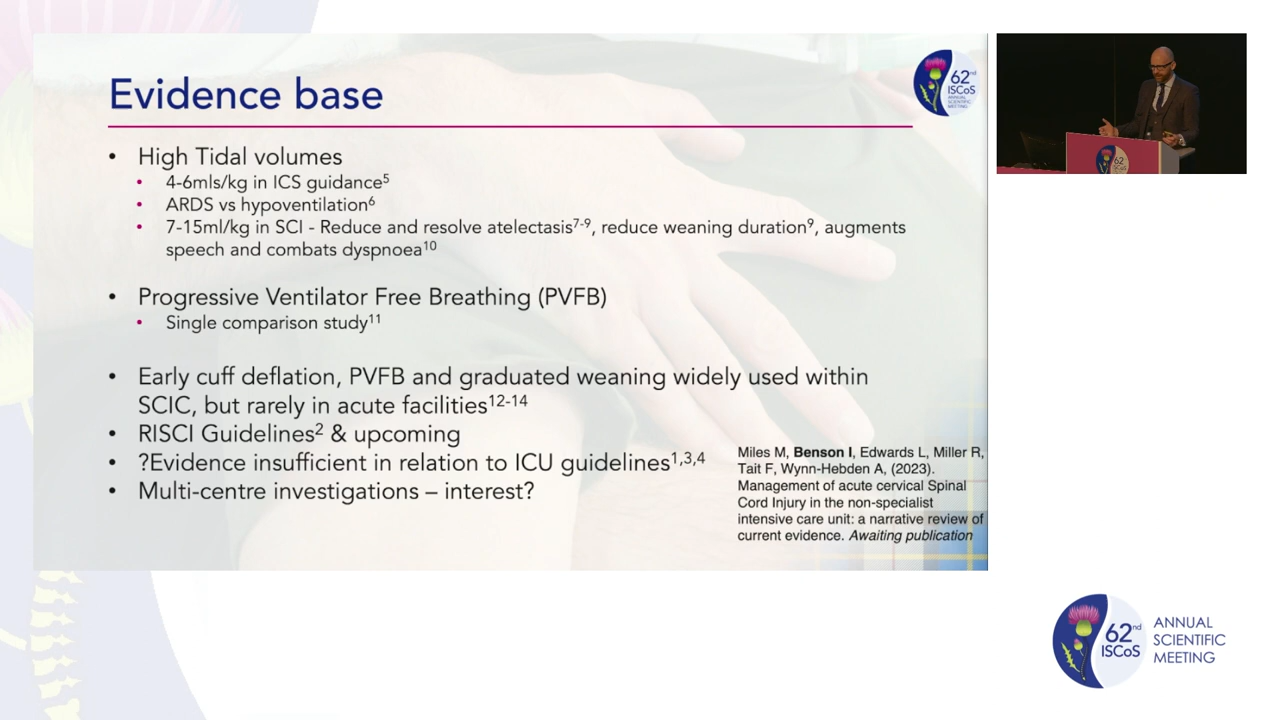 Evidence base
• High Tidal volumes
• 4-6mls/kg in ICS guidance⁵
• ARDS vs hypoventilation⁶
• 7-15ml/kg in SCI - Reduce and resolve atelectasis⁷⁻⁹, reduce weaning duration⁹, augments
speech and combats dyspnoea¹⁰
• Progressive Ventilator Free Breathing (PVFB)
• Single comparison study¹¹
• Early cuff deflation, PVFB and graduated weaning widely used within
SCIC, but rarely in acute facilities¹²⁻¹⁴
• RISCI Guidelines² & upcoming
• ?Evidence insufficient in relation to ICU guidelines¹,³,⁴
• Multi-centre investigations – interest?
Miles M, Benson I, Edwards L, Miller R,
Tait F, Wynn-Hebden A, (2023).
Management of acute cervical Spinal
Cord Injury in the non-specialist
intensive care unit: a narrative review of
current evidence. Awaiting publication
62nd
ISCoS
ANNUAL
SCIENTIFIC
MEETING
62
62nd
ISCoS
ANNUAL
SCIENTIFIC
MEETING